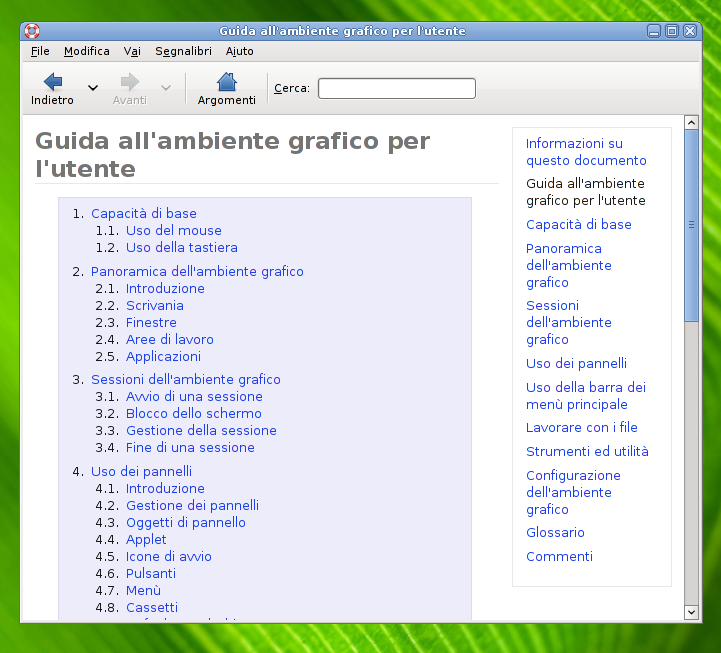 Guida all'ambiente grafico per l'utente
File Modifica Vai Segnalibri Aiuto
Indietro Avanti Argomenti Cerca:
Guida all'ambiente grafico per
l'utente
1. Capacità di base
1.1. Uso del mouse
1.2. Uso della tastiera
2. Panoramica dell'ambiente grafico
2.1. Introduzione
2.2. Scrivania
2.3. Finestre
2.4. Aree di lavoro
2.5. Applicazioni
3. Sessioni dell'ambiente grafico
3.1. Avvio di una sessione
3.2. Blocco dello schermo
3.3. Gestione della sessione
3.4. Fine di una sessione
4. Uso dei pannelli
4.1. Introduzione
4.2. Gestione dei pannelli
4.3. Oggetti di pannello
4.4. Applet
4.5. Icone di avvio
4.6. Pulsanti
4.7. Menù
4.8. Cassetti
Informazioni su
questo documento
Guida all'ambiente
grafico per l'utente
Capacità di base
Panoramica
dell'ambiente
grafico
Sessioni
dell'ambiente
grafico
Uso dei pannelli
Uso della barra dei
menù principale
Lavorare con i file
Strumenti ed utilità
Configurazione
dell'ambiente
grafico
Glossario
Commenti